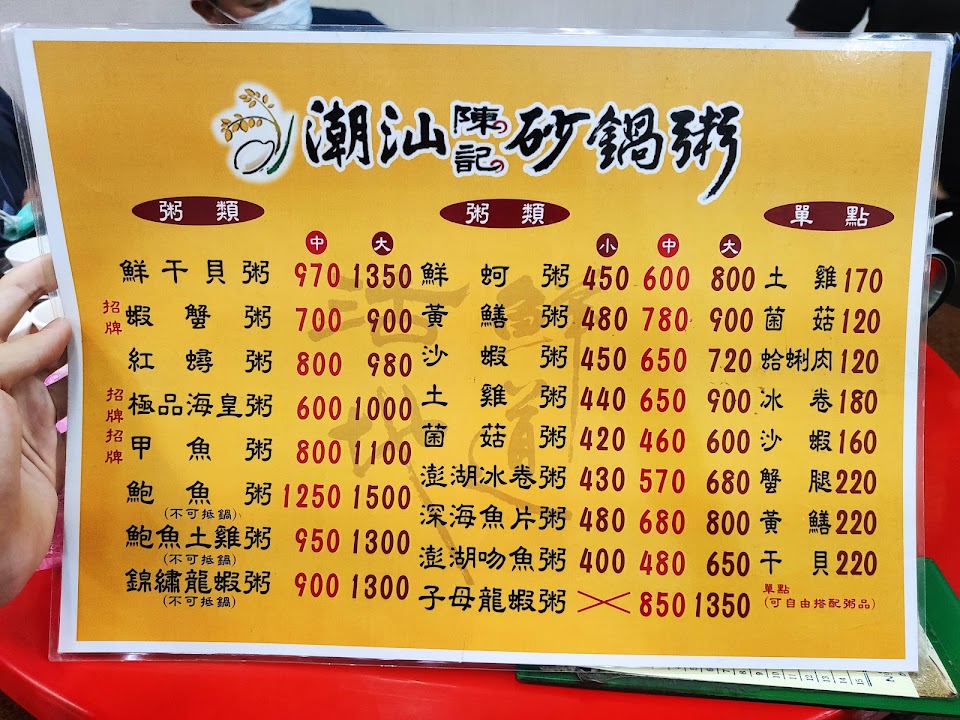 潮汕陳記砂鍋粥
粥類
中 大
鮮干貝粥 970 1350
招牌 蝦蟹粥 700 900
紅蟳粥 800 980
招牌 極品海皇粥 600 1000
招牌 甲魚粥 800 1100
鮑魚粥 1250 1500
(不可抵鍋)
鮑魚土雞粥 950 1300
(不可抵鍋)
錦繡龍蝦粥 900 1300
(不可抵鍋)
粥類
小 中 大
鮮蚵粥 450 600 800
黃鱔粥 480 780 900
沙蝦粥 450 650 720
土雞粥 440 650 900
菌菇粥 420 460 600
澎湖冰卷粥 430 570 680
深海魚片粥 480 680 800
澎湖吻魚粥 400 480 650
子母龍蝦粥 850 1350
單點
土雞 170
菌菇 120
蛤蜊肉 120
冰卷 180
沙蝦 160
蟹腿 220
黃鱔 220
干貝 220
單點
(可自由搭配粥品)